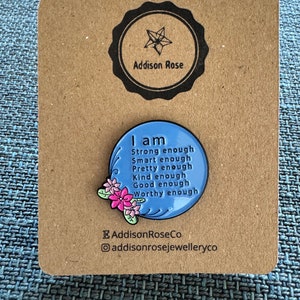 Addison Rose
I am
Strong enough
Smart enough
Pretty enough
Kind enough
Good enough
Worthy enough
AddisonRoseCo
addisonrosejewelleryco